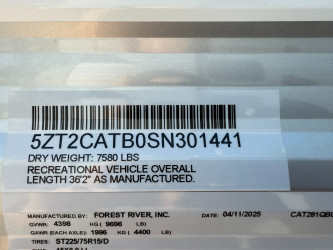 5ZT2CATB0SN301441
DRY WEIGHT: 7580 LBS
RECREATIONAL VEHICLE OVERALL
LENGTH 36'2" AS MANUFACTURED.
MANUFACTURED BY: FOREST RIVER, INC. DATE: 04/11/2025 CAT2B1QB
GVWR: 4398 KG ( 9696 LB)
GAWR (EACH AXLE): 1996 KG ( 4400 LB)
TIRES: ST225/75R15/D